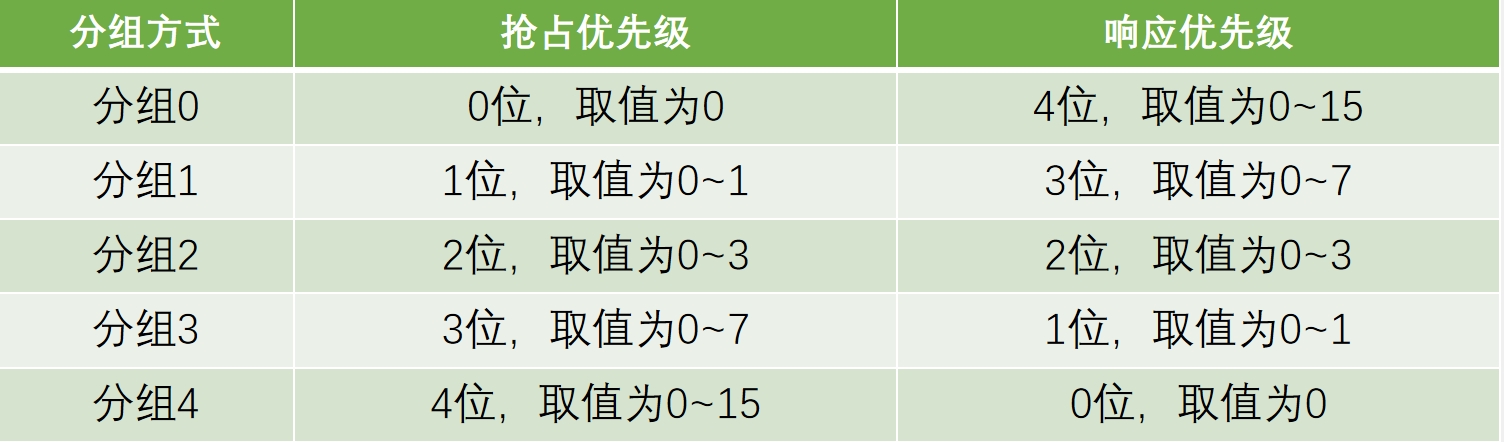 分组方式 抢占优先级 响应优先级
分组0 0位，取值为0 4位，取值为0~15
分组1 1位，取值为0~1 3位，取值为0~7
分组2 2位，取值为0~3 2位，取值为0~3
分组3 3位，取值为0~7 1位，取值为0~1
分组4 4位，取值为0~15 0位，取值为0